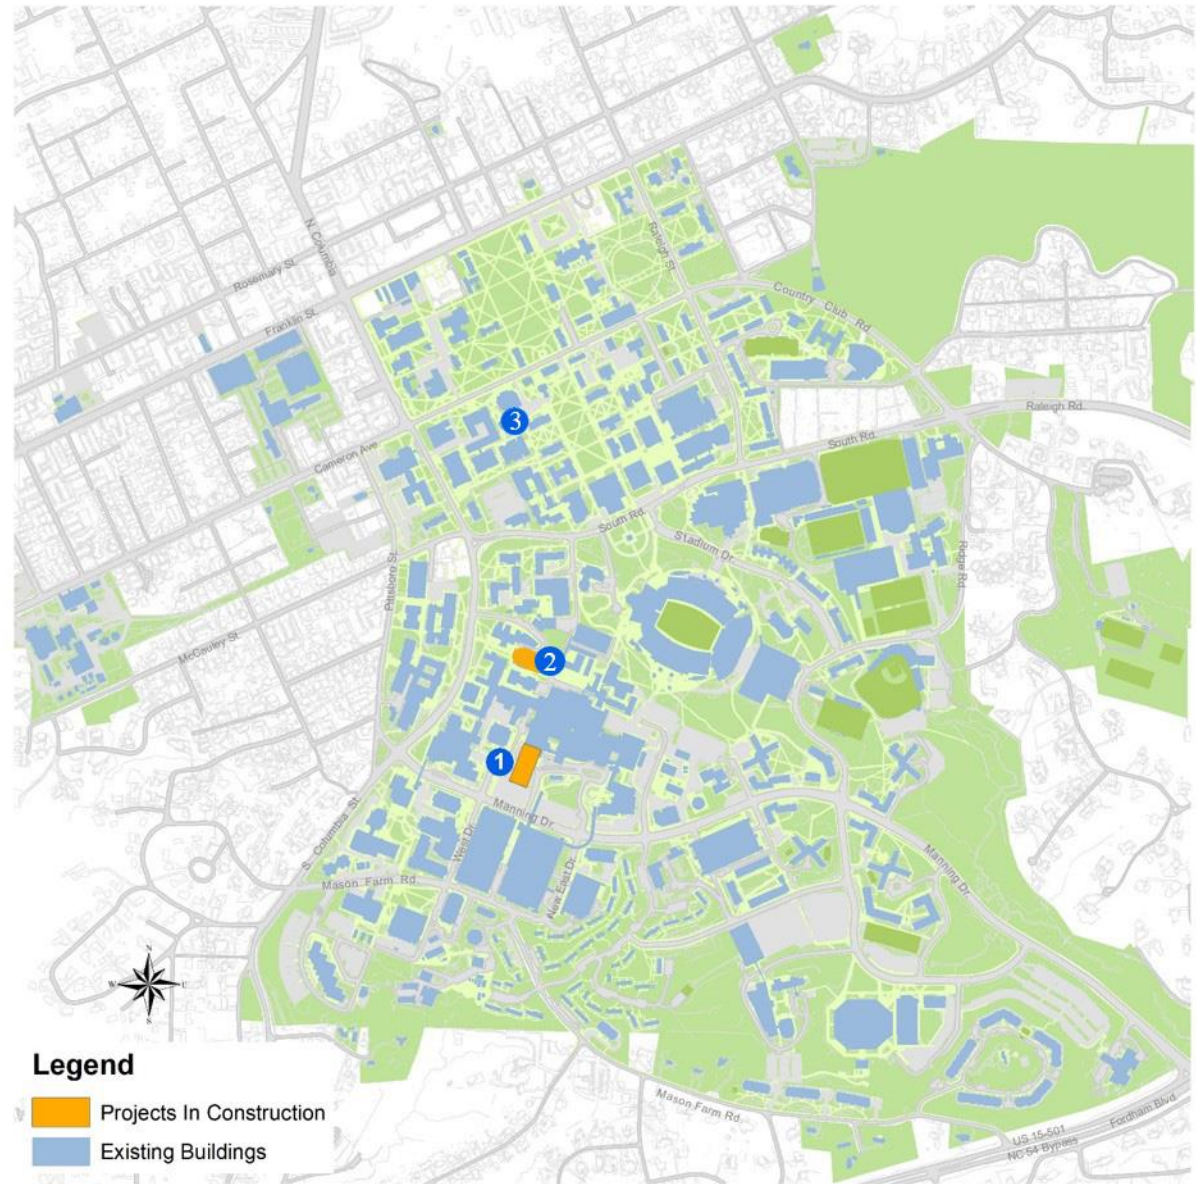 N. Columbia
Rosemary St.
Franklin St.
Raleigh St.
Country Club Rd.
Raleigh Rd.
South Rd.
3
Cameron Ave.
South Rd.
Stadium Dr.
Ridge Rd.
Pittsboro St.
McCauley St.
2
1
Manning Dr.
S. Columbia St
West Dr.
Manning Dr.
New East Dr.
Mason Farm Rd.
N
W
S
Legend
Projects In Construction
Existing Buildings
Mason Farm Rd.
US 15-501
NC 54 Bypass
Fordham Blvd.